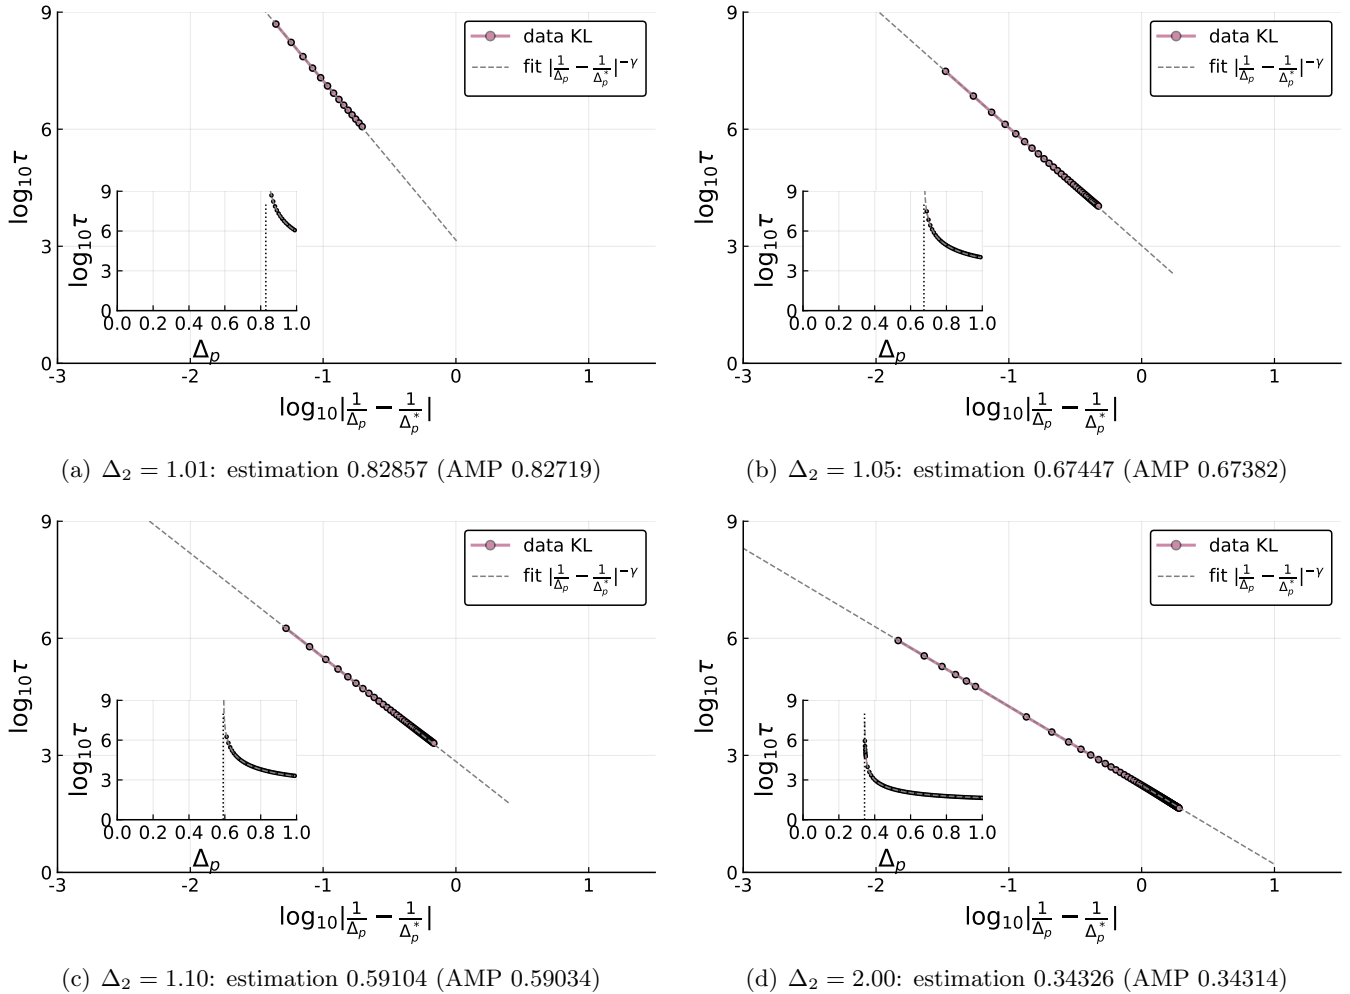 9
6
3
0
-3 -2 -1 0 1
log₁₀τ
log₁₀|1/Δₚ − 1/Δₚ*|
data KL
fit |1/Δₚ − 1/Δₚ*|^−γ
9
6
3
0
0.0 0.2 0.4 0.6 0.8 1.0
log₁₀τ
Δₚ
(a) Δ₂ = 1.01: estimation 0.82857 (AMP 0.82719)
9
6
3
0
-3 -2 -1 0 1
log₁₀τ
log₁₀|1/Δₚ − 1/Δₚ*|
data KL
fit |1/Δₚ − 1/Δₚ*|^−γ
9
6
3
0
0.0 0.2 0.4 0.6 0.8 1.0
log₁₀τ
Δₚ
(b) Δ₂ = 1.05: estimation 0.67447 (AMP 0.67382)
9
6
3
0
-3 -2 -1 0 1
log₁₀τ
log₁₀|1/Δₚ − 1/Δₚ*|
data KL
fit |1/Δₚ − 1/Δₚ*|^−γ
9
6
3
0
0.0 0.2 0.4 0.6 0.8 1.0
log₁₀τ
Δₚ
(c) Δ₂ = 1.10: estimation 0.59104 (AMP 0.59034)
9
6
3
0
-3 -2 -1 0 1
log₁₀τ
log₁₀|1/Δₚ − 1/Δₚ*|
data KL
fit |1/Δₚ − 1/Δₚ*|^−γ
9
6
3
0
0.0 0.2 0.4 0.6 0.8 1.0
log₁₀τ
Δₚ
(d) Δ₂ = 2.00: estimation 0.34326 (AMP 0.34314)